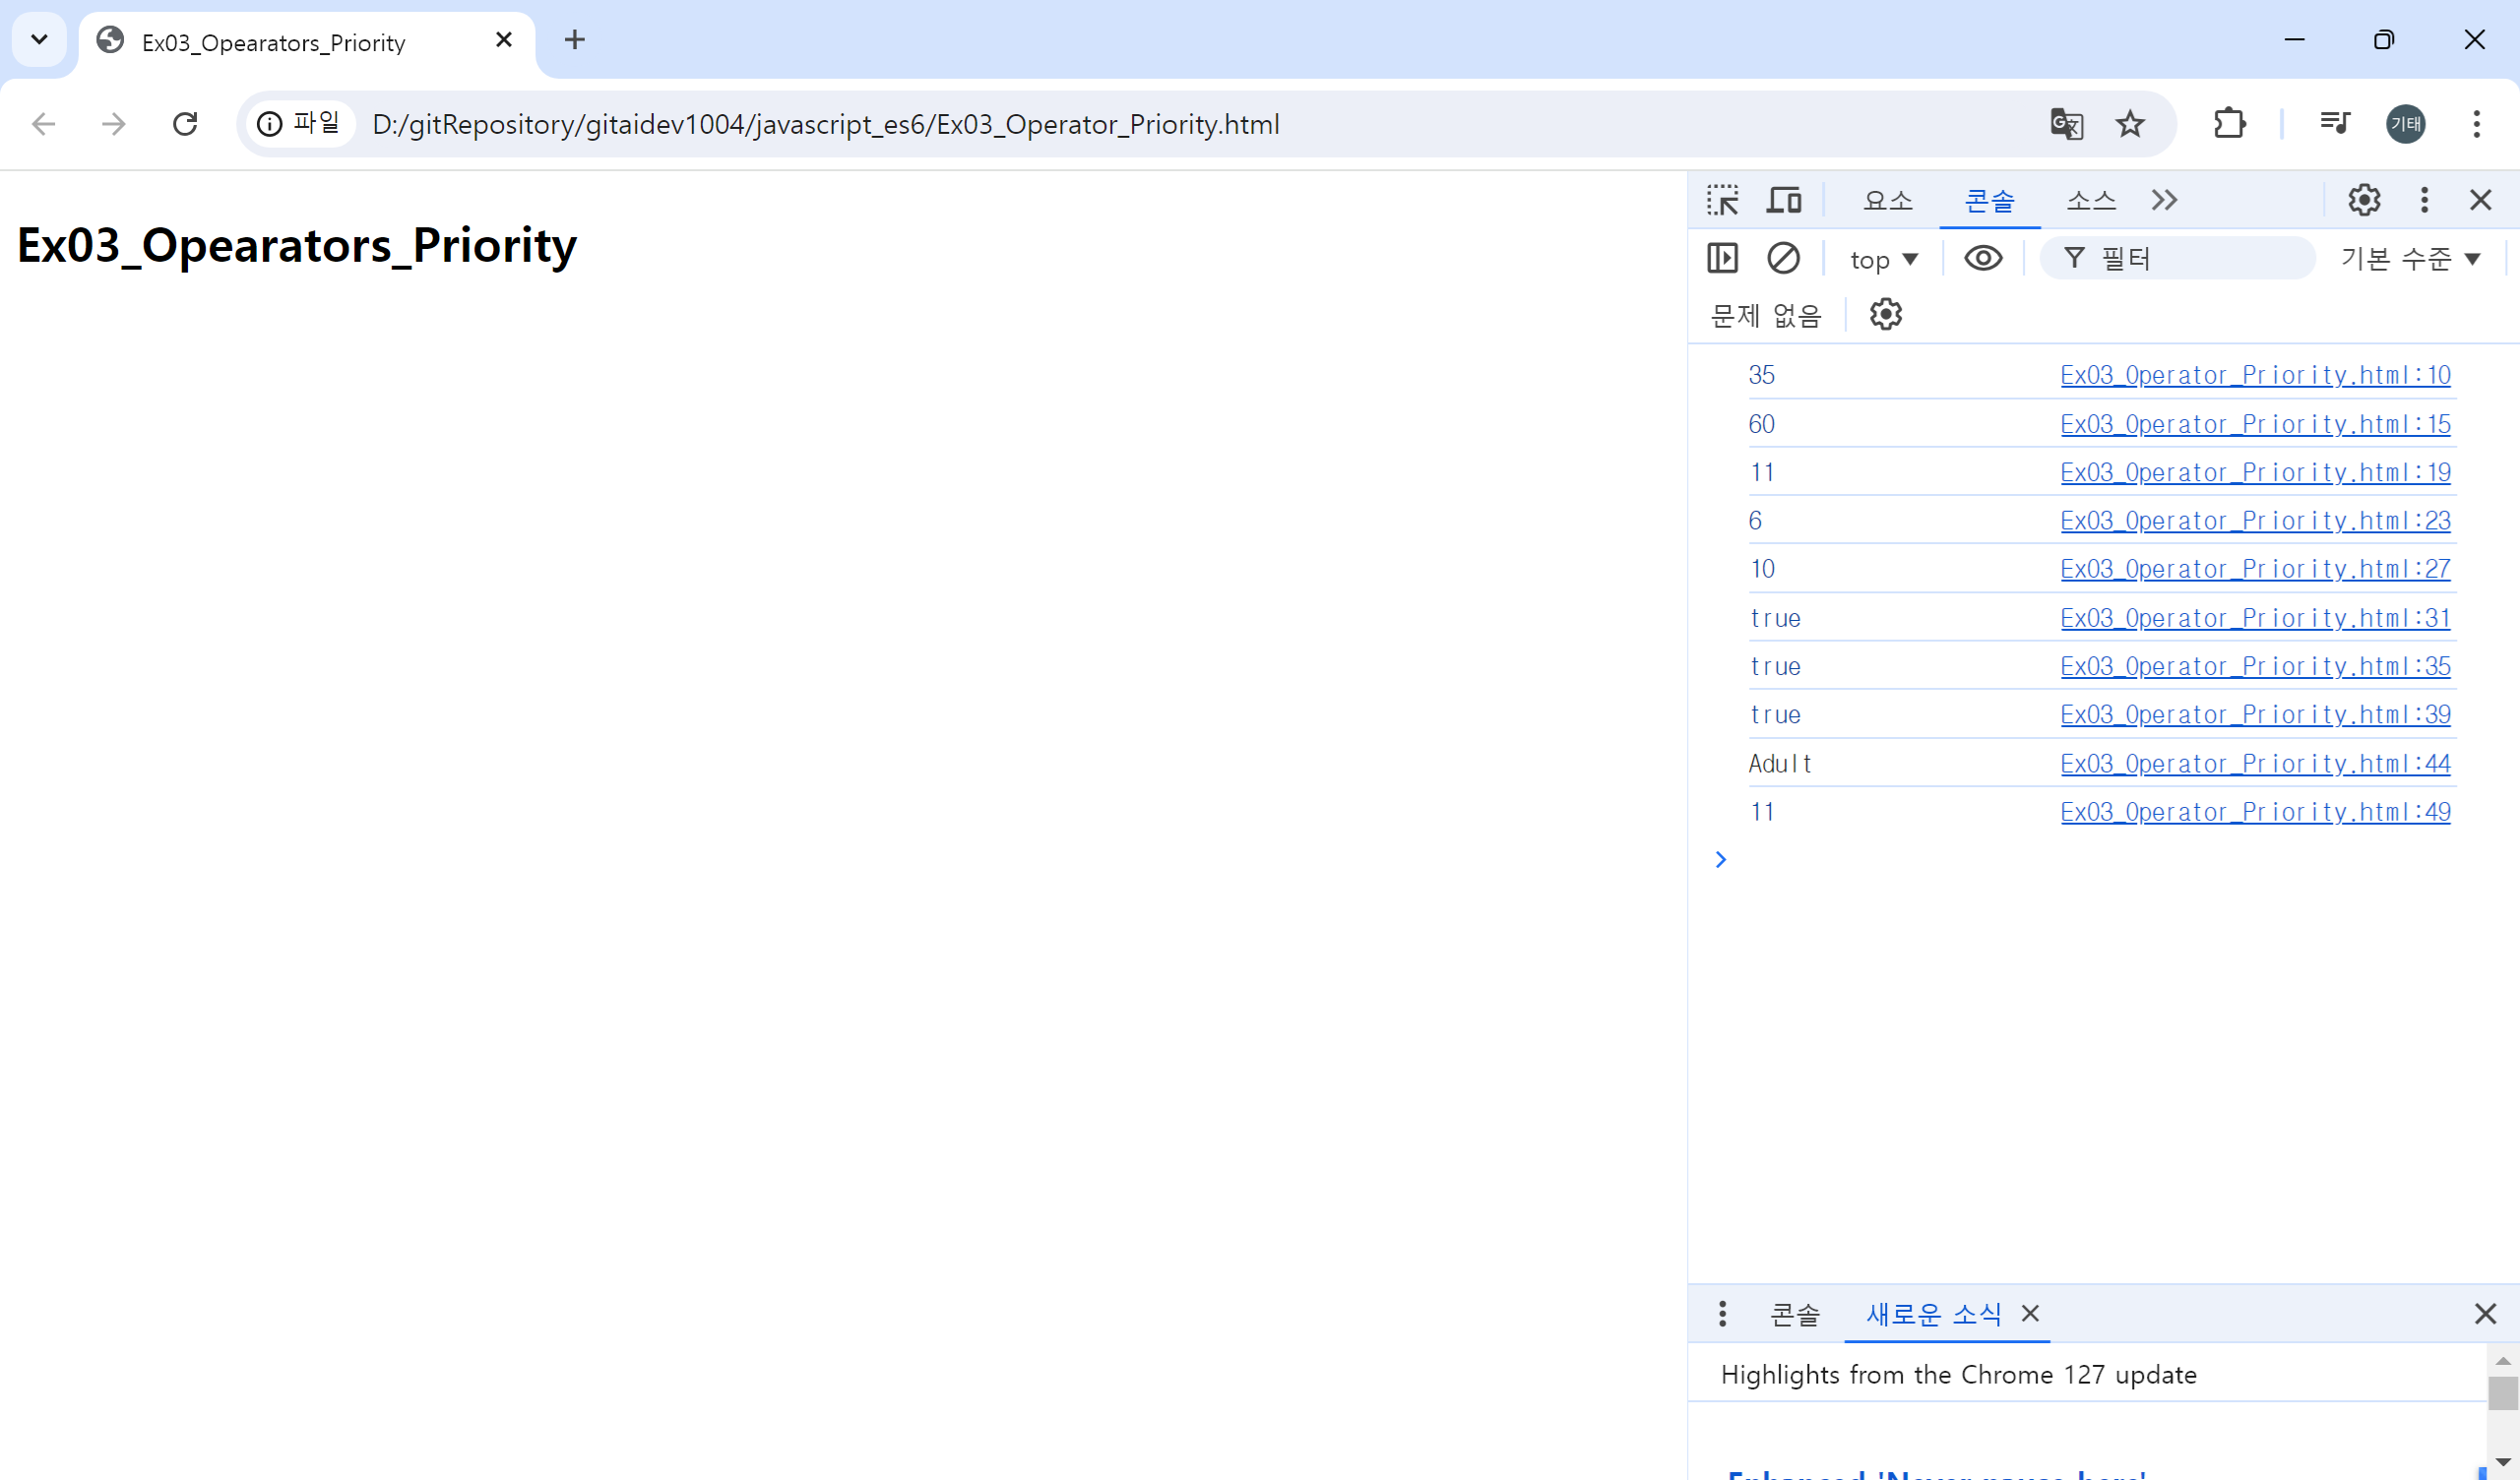 Ex03_Opearators_Priority
파일 D:/gitRepository/gitaidev1004/javascript_es6/Ex03_Operator_Priority.html 기태
Ex03_Opearators_Priority
요소 콘솔 소스
top 필터 기본 수준
문제 없음
35 Ex03_Operator_Priority.html:10
60 Ex03_Operator_Priority.html:15
11 Ex03_Operator_Priority.html:19
6 Ex03_Operator_Priority.html:23
10 Ex03_Operator_Priority.html:27
true Ex03_Operator_Priority.html:31
true Ex03_Operator_Priority.html:35
true Ex03_Operator_Priority.html:39
Adult Ex03_Operator_Priority.html:44
11 Ex03_Operator_Priority.html:49
콘솔 새로운 소식
Highlights from the Chrome 127 update
Enhanced 'Never pause here'